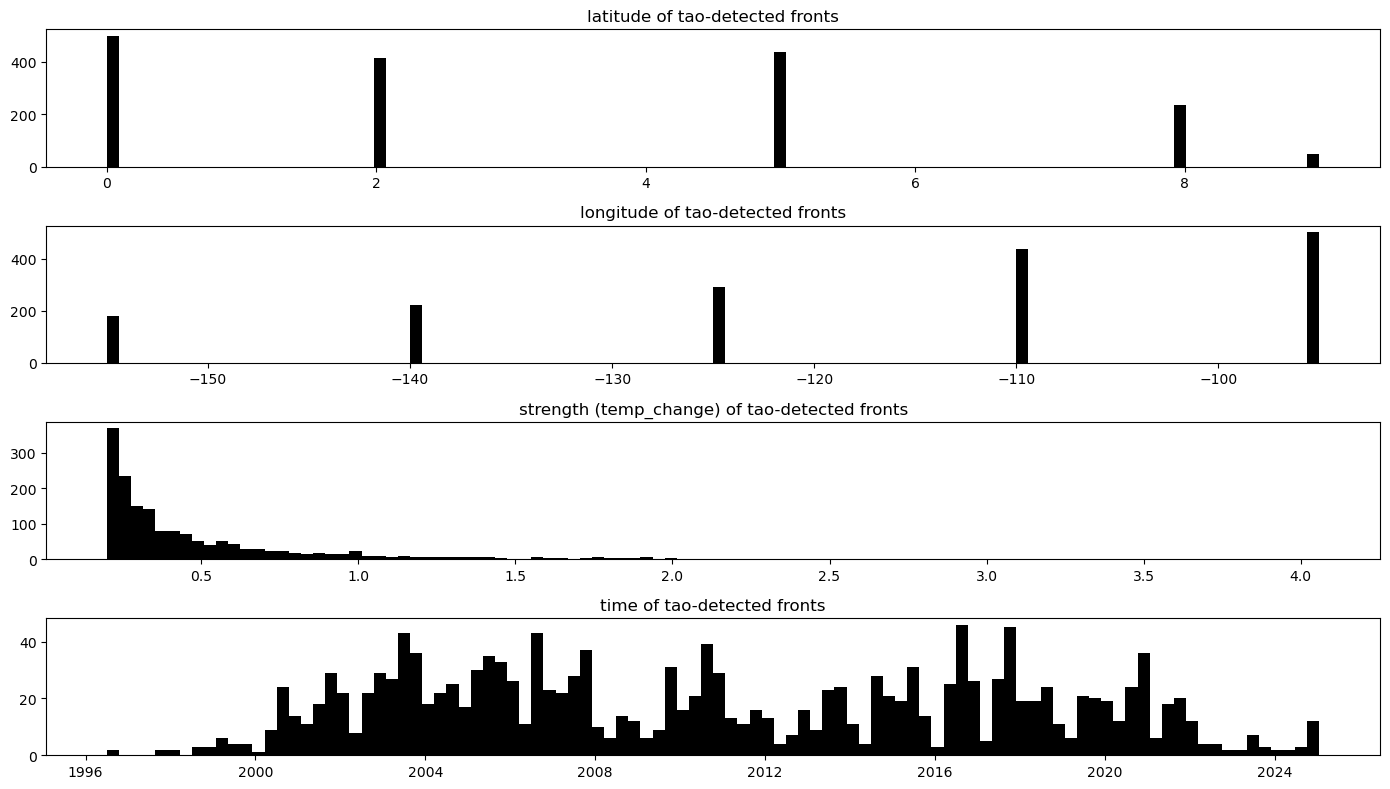 latitude of tao-detected fronts
400
200
0
0 2 4 6 8
longitude of tao-detected fronts
400
200
0
−150 −140 −130 −120 −110 −100
strength (temp_change) of tao-detected fronts
300
200
100
0
0.5 1.0 1.5 2.0 2.5 3.0 3.5 4.0
time of tao-detected fronts
40
20
0
1996 2000 2004 2008 2012 2016 2020 2024